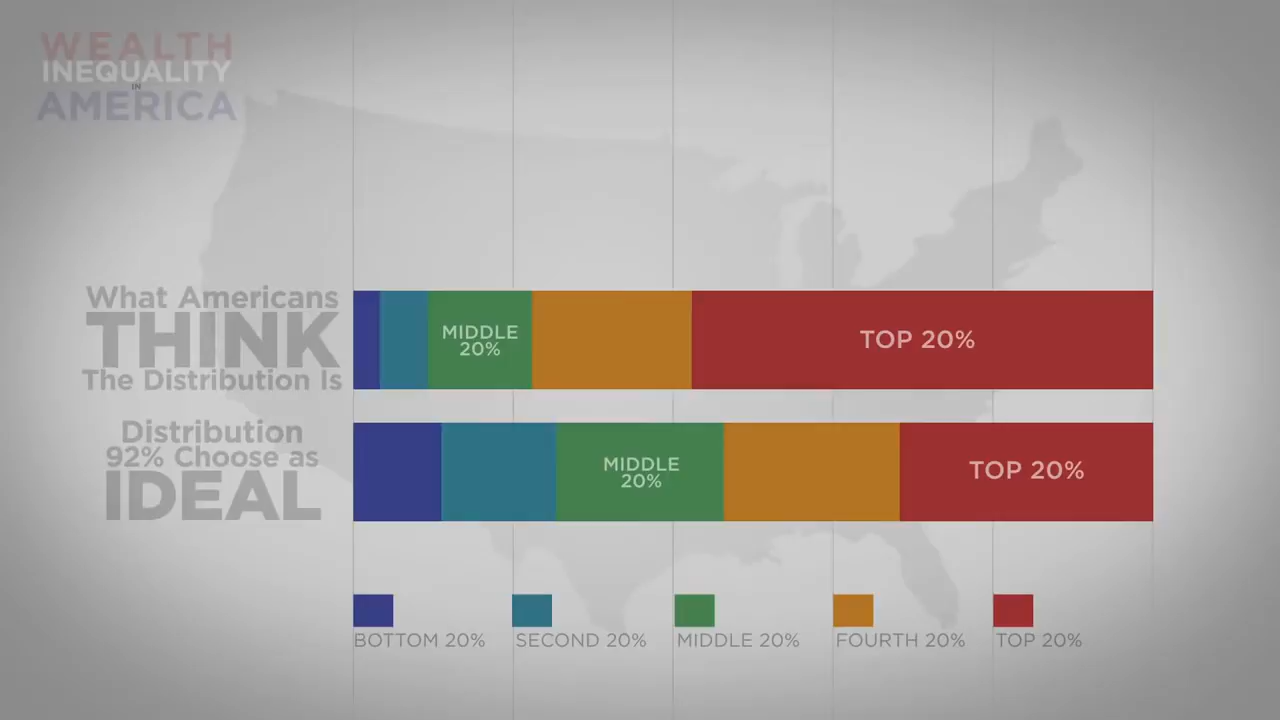 WEALTH
INEQUALITY
IN
AMERICA
What Americans
THINK
The Distribution Is
MIDDLE
20%
TOP 20%
Distribution
92% Choose as
IDEAL
MIDDLE
20%
TOP 20%
BOTTOM 20%
SECOND 20%
MIDDLE 20%
FOURTH 20%
TOP 20%